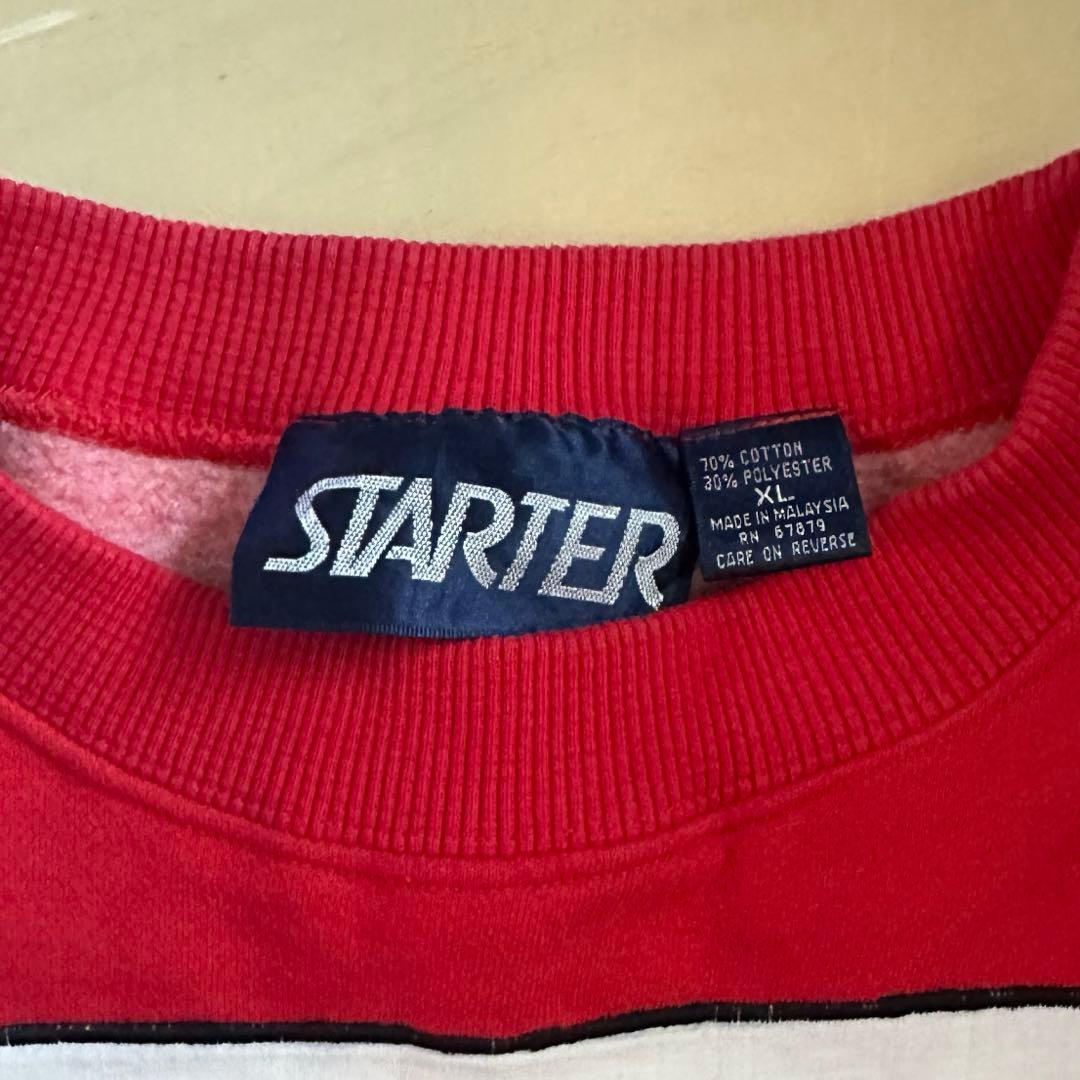 STARTER
70% COTTON
30% POLYESTER
XL
MADE IN MALAYSIA
RN 67879
CARE ON REVERSE